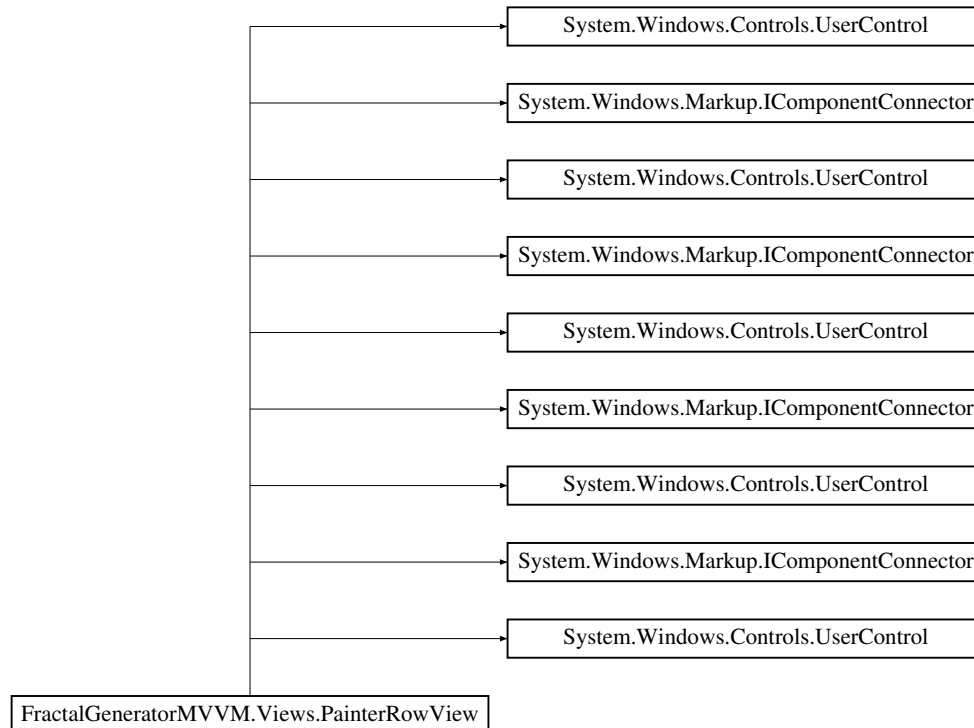 System.Windows.Controls.UserControl
System.Windows.Markup.IComponentConnector
System.Windows.Controls.UserControl
System.Windows.Markup.IComponentConnector
System.Windows.Controls.UserControl
System.Windows.Markup.IComponentConnector
System.Windows.Controls.UserControl
System.Windows.Markup.IComponentConnector
System.Windows.Controls.UserControl
FractalGeneratorMVVM.Views.PainterRowView